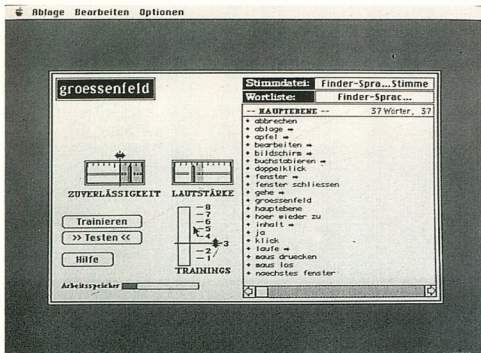 Ablage Bearbeiten Optionen
groessenfeld
Stimmdatei: Finder-Spra...Stimme
Wortliste: Finder-Sprac...
-- HAUPTEBENE -- 37 Wörter, 37
+ abbrechen
+ ablage →
+ apfel →
+ bearbeiten →
+ bildschirm →
+ buchstabieren →
+ doppelklick
+ fenster →
+ fenster schliessen
+ gehe →
+ groessenfeld
+ hauptebene
+ hoer wieder zu
+ inhalt →
+ ja
+ klick
+ laufe →
+ maus druecken
+ maus los
+ naechstes fenster
ZUVERLÄSSIGKEIT
LAUTSTÄRKE
Trainieren
>> Testen <<
Hilfe
8
7
6
5
4
3
2
1
TRAININGS
Arbeitsspeicher